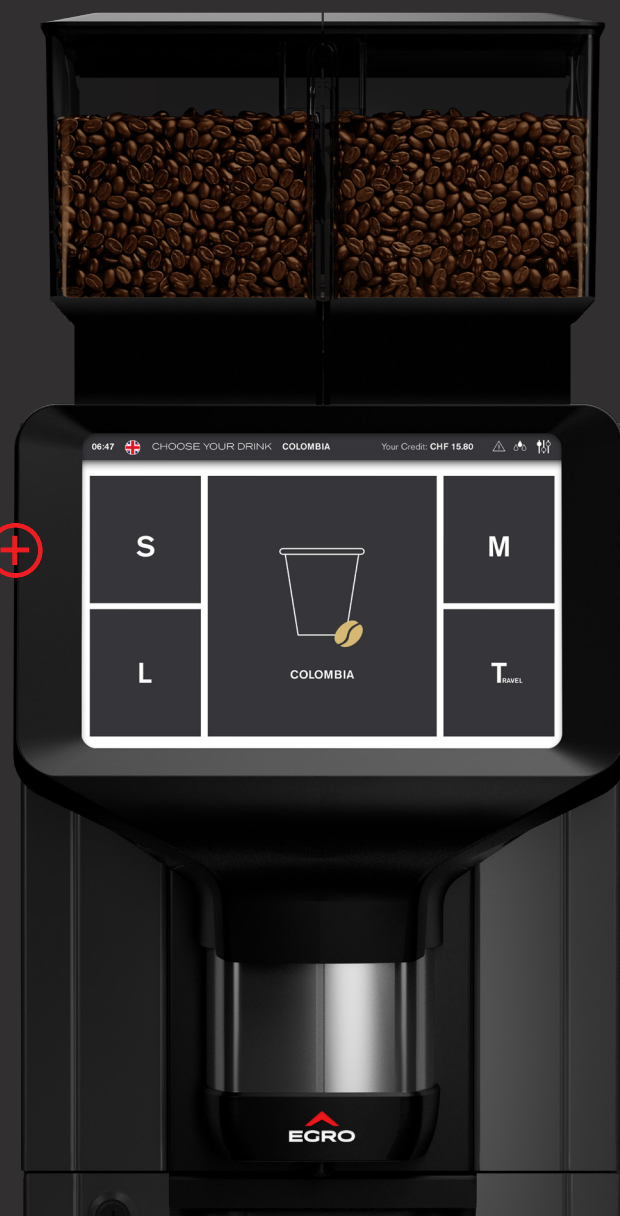 06:47 CHOOSE YOUR DRINK COLOMBIA Your Credit: CHF 15.80
S
M
COLOMBIA
L
TRAVEL
EGRO